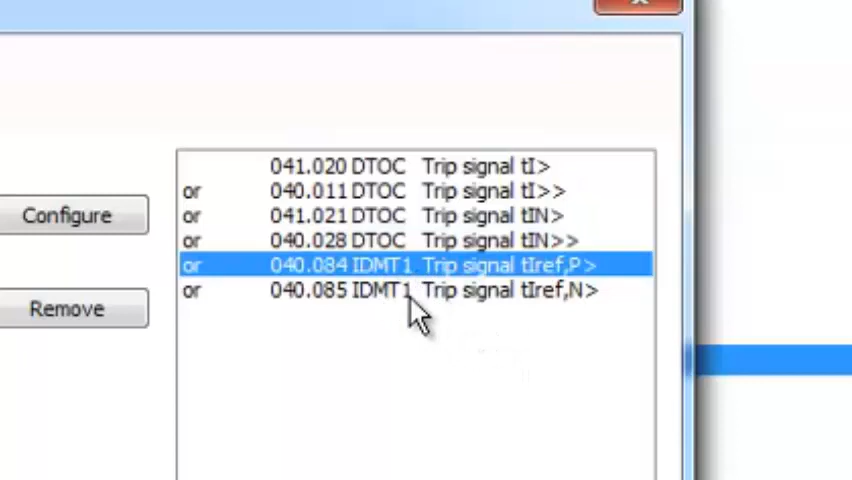 041.020 DTOC Trip signal tI>
or 040.011 DTOC Trip signal tI>>
Configure
or 041.021 DTOC Trip signal tIN>
or 040.028 DTOC Trip signal tIN>>
or 040.084 IDMT1 Trip signal tIref,P>
or 040.085 IDMT1 Trip signal tIref,N>
Remove